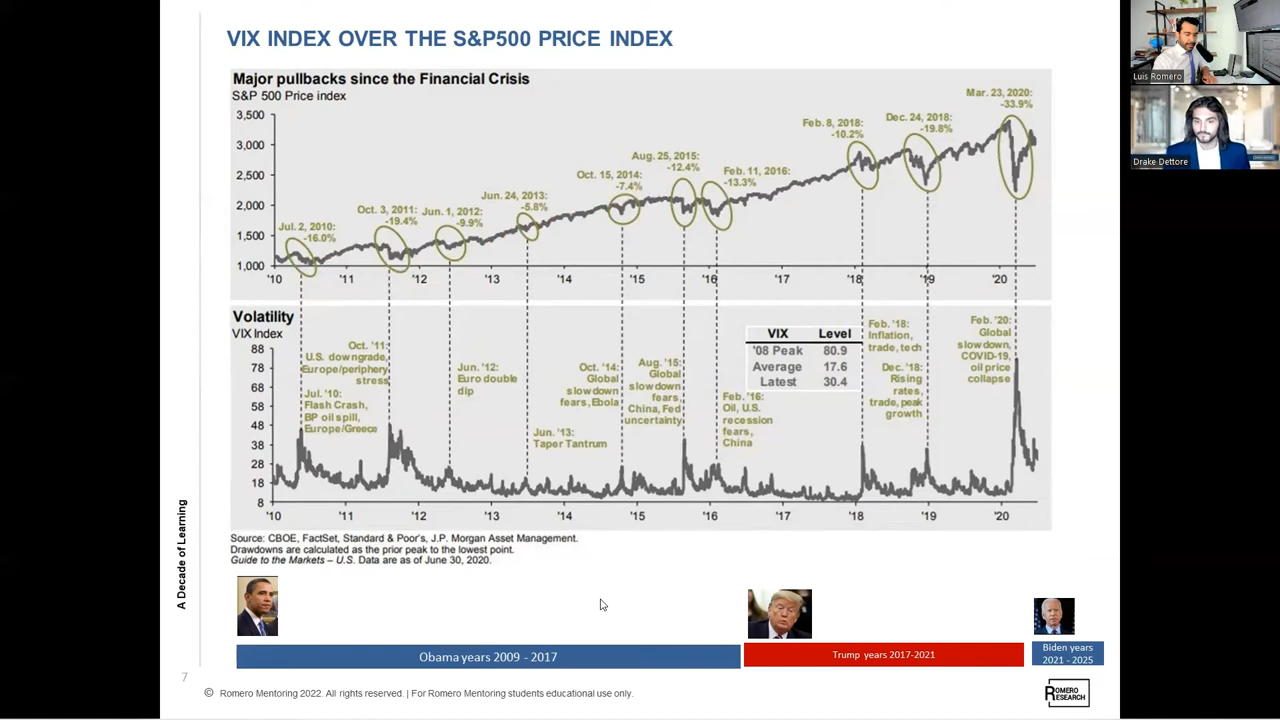 VIX INDEX OVER THE S&P500 PRICE INDEX
Major pullbacks since the Financial Crisis
S&P 500 Price index
3,500
3,000
2,500
2,000
1,500
1,000
Jul. 2, 2010:
-16.0%
Oct. 3, 2011:
-19.4%
Jun. 1, 2012:
-9.9%
Jun. 24, 2013:
-5.8%
Oct. 15, 2014:
-7.4%
Aug. 25, 2015:
-12.4%
Feb. 11, 2016:
-13.3%
Feb. 8, 2018:
-10.2%
Dec. 24, 2018:
-19.8%
Mar. 23, 2020:
-33.9%
'10 '11 '12 '13 '14 '15 '16 '17 '18 '19 '20
Volatility
VIX Index
88
78
68
58
48
38
28
18
8
Oct. '11:
U.S. downgrade,
Europe/periphery
stress
Jul. '10:
Flash Crash,
BP oil spill,
Europe/Greece
Jun. '12:
Euro double
dip
Jun. '13:
Taper Tantrum
Oct. '14:
Global
slowdown
fears, Ebola
Aug. '15:
Global
slowdown
fears,
China, Fed
uncertainty
Feb. '16:
Oil, U.S.
recession
fears,
China
VIX Level
'08 Peak 80.9
Average 17.6
Latest 30.4
Feb. '18:
Inflation,
trade, tech
Dec. '18:
Rising
rates,
trade, peak
growth
Feb. '20:
Global
slowdown,
COVID-19,
oil price
collapse
'10 '11 '12 '13 '14 '15 '16 '17 '18 '19 '20
Source: CBOE, FactSet, Standard & Poor's, J.P. Morgan Asset Management.
Drawdowns are calculated as the prior peak to the lowest point.
Guide to the Markets – U.S. Data are as of June 30, 2020.
Obama years 2009 - 2017
Trump years 2017-2021
Biden years
2021 - 2025
A Decade of Learning
7
© Romero Mentoring 2022. All rights reserved. | For Romero Mentoring students educational use only.
ROMERO
RESEARCH
Luis Romero
Drake Dettore